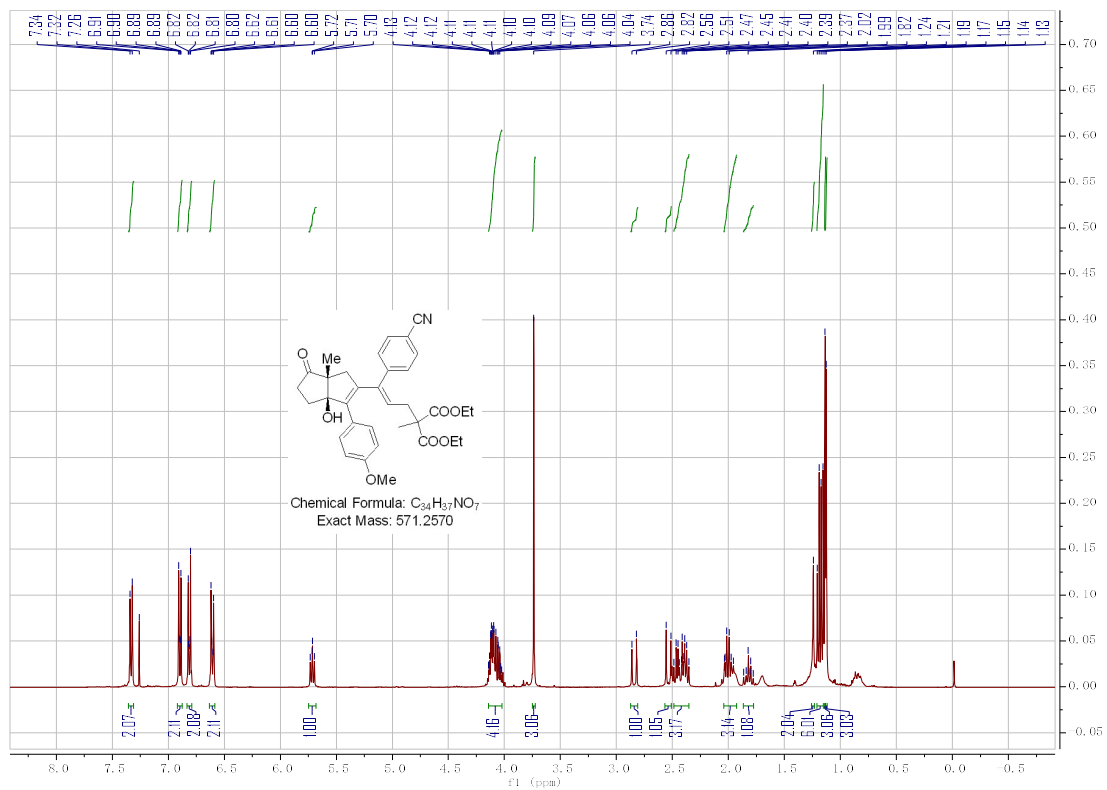 7.34 7.32 7.26 6.91 6.90 6.89 6.89 6.82 6.82 6.81 6.80 6.62 6.61 6.60 6.60 5.72 5.71 5.70 4.13 4.12 4.12 4.11 4.11 4.10 4.10 4.09 4.07 4.06 4.06 4.04 3.74 2.86 2.82 2.56 2.51 2.47 2.45 2.41 2.40 2.39 2.37 2.02 1.99 1.82 1.24 1.21 1.19 1.17 1.15 1.14 1.13
0.70
0.65
0.60
0.55
0.50
0.45
0.40
0.35
0.30
0.25
0.20
0.15
0.10
0.05
0.00
-0.05
CN
O
Me
OH
COOEt
COOEt
OMe
Chemical Formula: C34H37NO7
Exact Mass: 571.2570
2.07 2.11 2.08 2.11 1.00 4.16 3.06 1.00 1.05 3.17 3.14 1.08 2.04 6.01 3.06 3.03
8.0 7.5 7.0 6.5 6.0 5.5 5.0 4.5 4.0 3.5 3.0 2.5 2.0 1.5 1.0 0.5 0.0 -0.5
f1 (ppm)